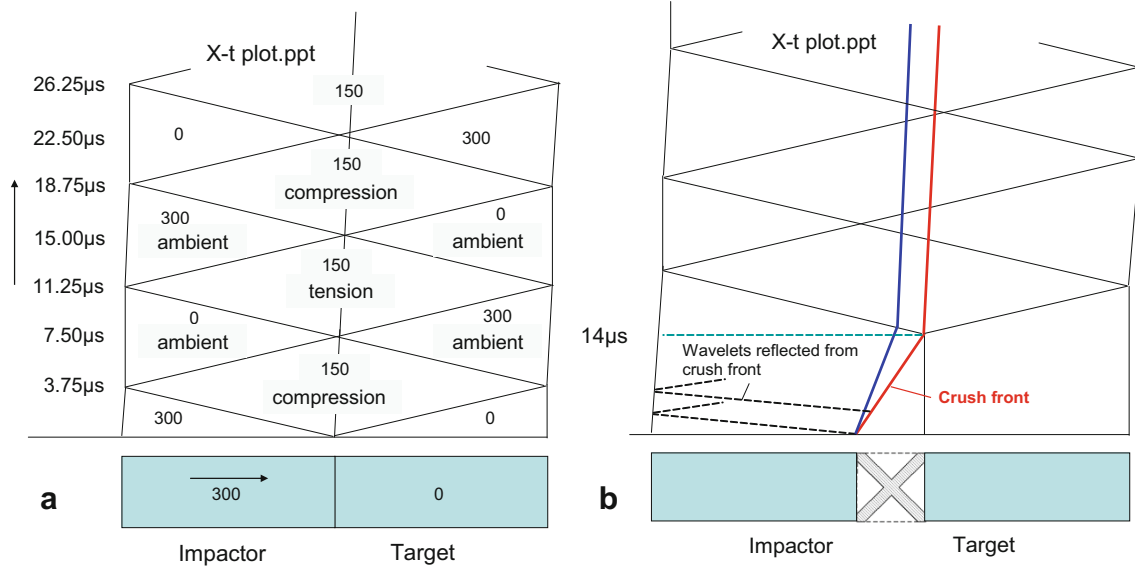 X-t plot.ppt
26.25µs
150
22.50µs
0
300
150
18.75µs
compression
300
0
15.00µs
ambient
ambient
150
11.25µs
tension
0
300
7.50µs
ambient
ambient
150
3.75µs
compression
300
0
a
300
0
Impactor
Target
X-t plot.ppt
14µs
Wavelets reflected from
crush front
Crush front
b
Impactor
Target